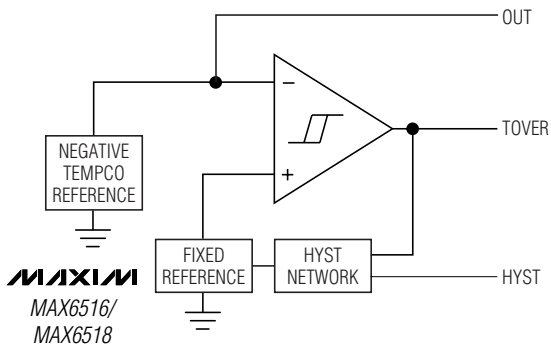 OUT
−
TOVER
NEGATIVE
TEMPCO
REFERENCE
+
FIXED
REFERENCE
HYST
NETWORK
HYST
MAXIM
MAX6516/
MAX6518